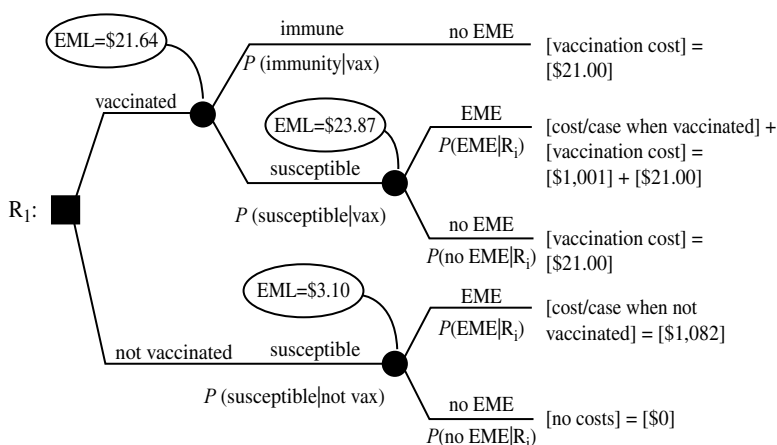 EML=$21.64
immune
no EME
P (immunity|vax)
[vaccination cost] =
[$21.00]
vaccinated
EML=$23.87
EME
P(EME|Ri)
[cost/case when vaccinated] +
[vaccination cost] =
[$1,001] + [$21.00]
susceptible
P (susceptible|vax)
R1:
no EME
P(no EME|Ri)
[vaccination cost] =
[$21.00]
EML=$3.10
EME
P(EME|Ri)
[cost/case when not
vaccinated] = [$1,082]
not vaccinated
susceptible
P (susceptible|not vax)
no EME
P(no EME|Ri)
[no costs] = [$0]